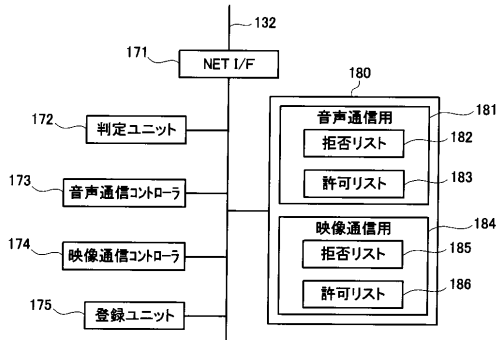 132
171
NET I/F
172
判定ユニット
173
音声通信コントローラ
174
映像通信コントローラ
175
登録ユニット
180
音声通信用
181
拒否リスト
182
許可リスト
183
映像通信用
184
拒否リスト
185
許可リスト
186